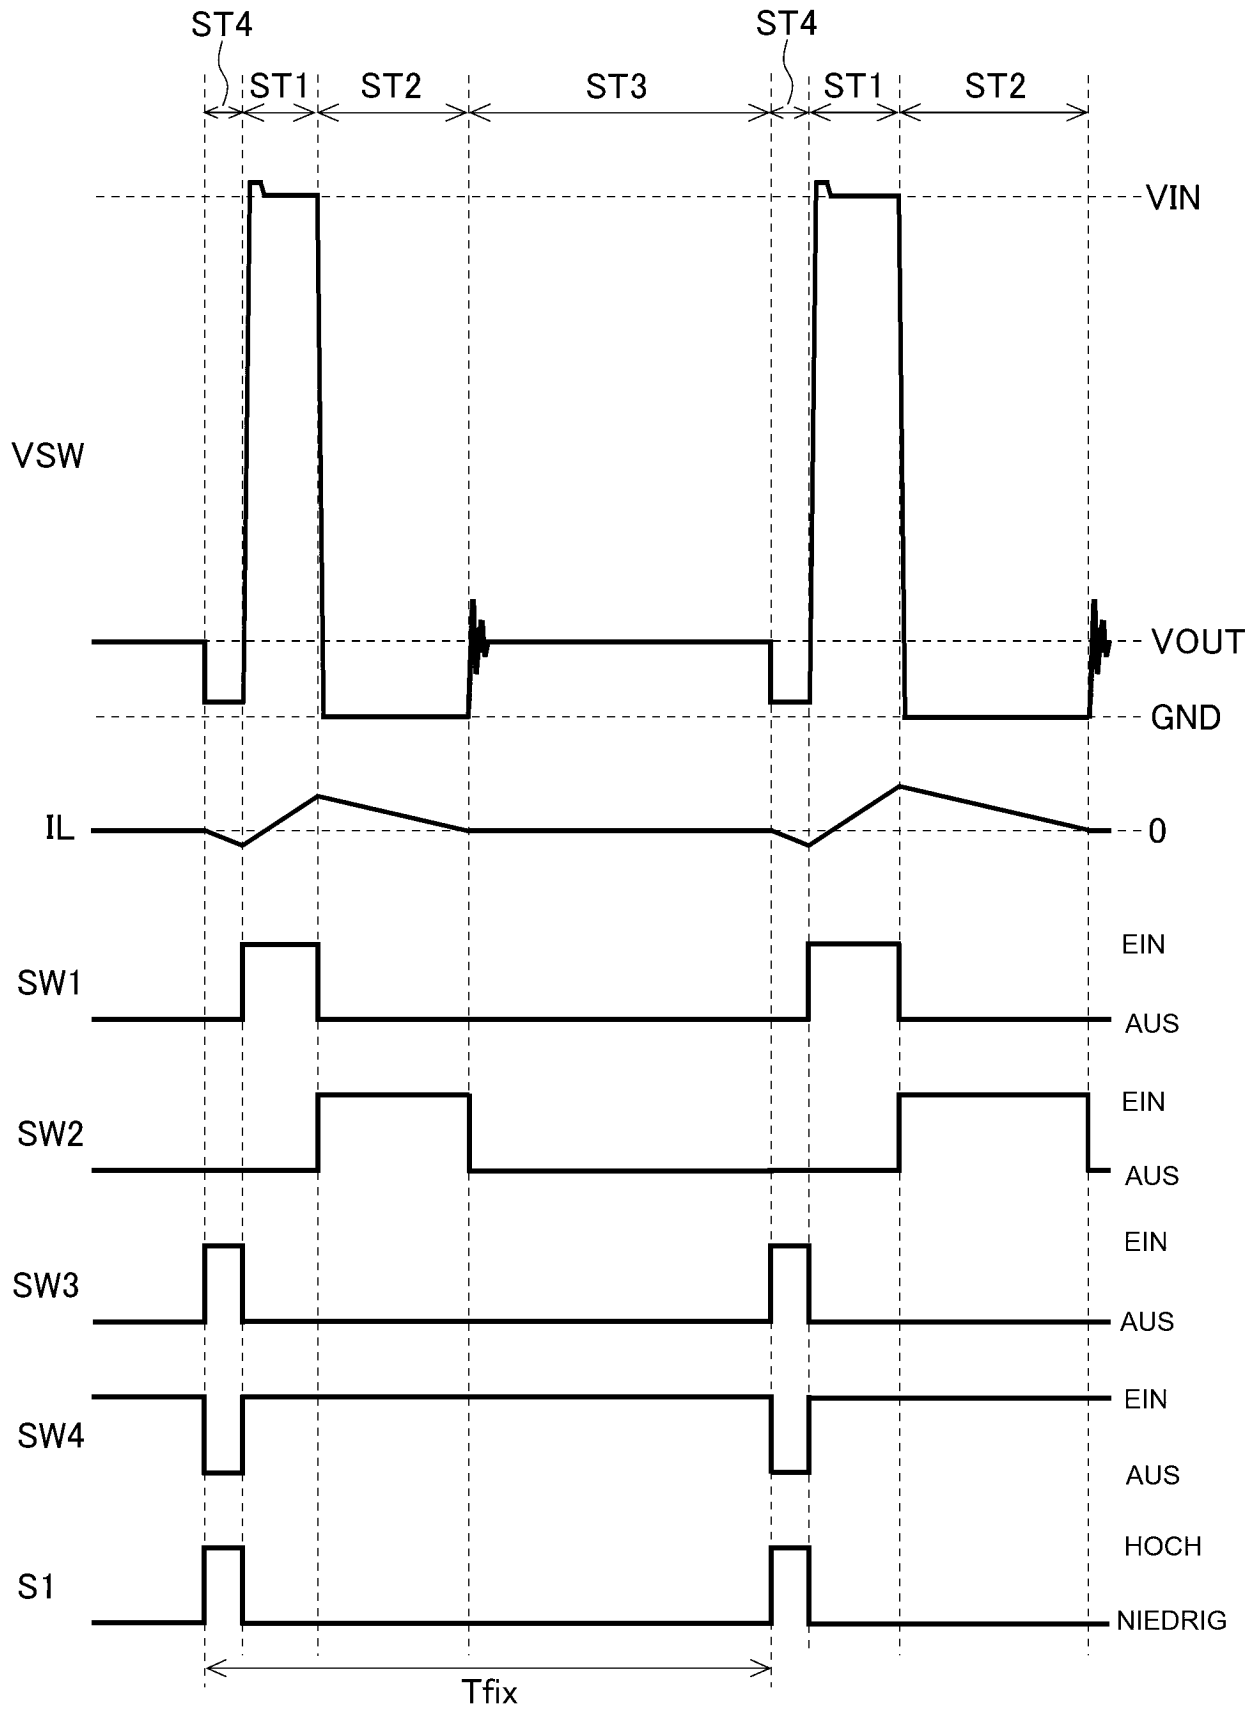 ST4
ST4
ST1
ST2
ST3
ST1
ST2
VIN
VSW
VOUT
GND
IL
0
EIN
SW1
AUS
EIN
SW2
AUS
EIN
SW3
AUS
EIN
SW4
AUS
HOCH
S1
NIEDRIG
Tfix